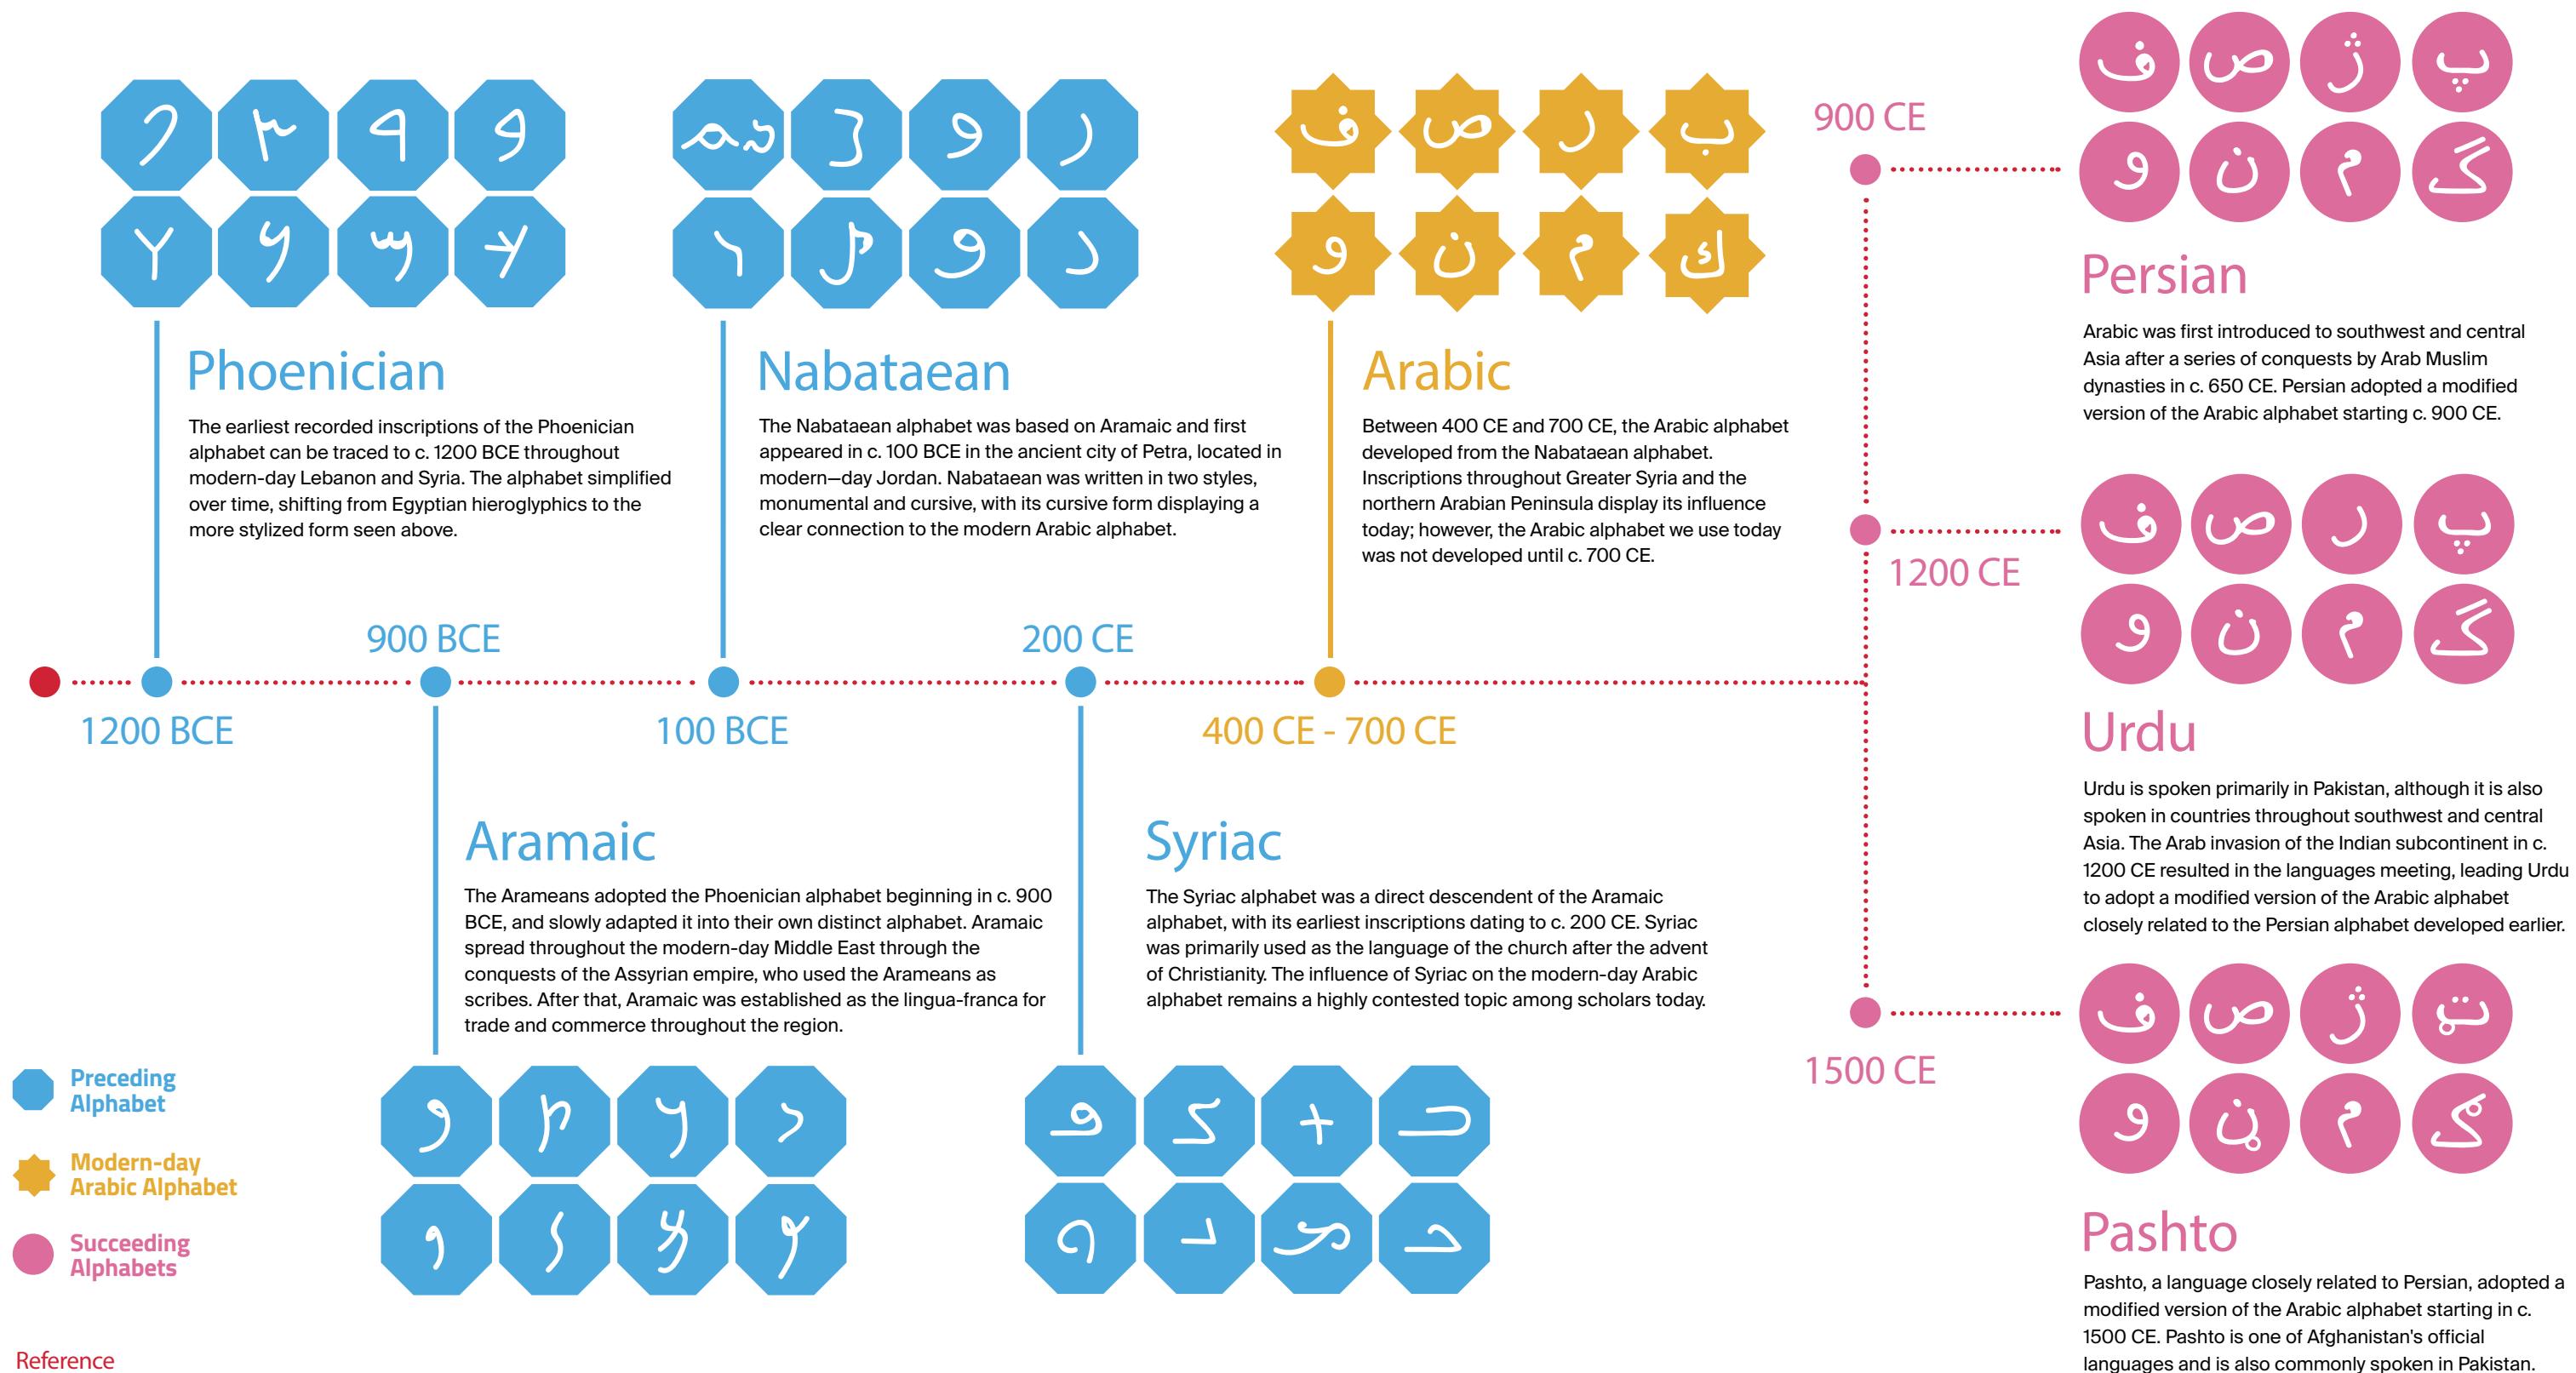 Phoenician
The earliest recorded inscriptions of the Phoenician
alphabet can be traced to c. 1200 BCE throughout
modern-day Lebanon and Syria. The alphabet simplified
over time, shifting from Egyptian hieroglyphics to the
more stylized form seen above.
Nabataean
The Nabataean alphabet was based on Aramaic and first
appeared in c. 100 BCE in the ancient city of Petra, located in
modern—day Jordan. Nabataean was written in two styles,
monumental and cursive, with its cursive form displaying a
clear connection to the modern Arabic alphabet.
ف ص ر ب
و ن م ك
Arabic
Between 400 CE and 700 CE, the Arabic alphabet
developed from the Nabataean alphabet.
Inscriptions throughout Greater Syria and the
northern Arabian Peninsula display its influence
today; however, the Arabic alphabet we use today
was not developed until c. 700 CE.
1200 BCE
900 BCE
100 BCE
200 CE
400 CE - 700 CE
Aramaic
The Arameans adopted the Phoenician alphabet beginning in c. 900
BCE, and slowly adapted it into their own distinct alphabet. Aramaic
spread throughout the modern-day Middle East through the
conquests of the Assyrian empire, who used the Arameans as
scribes. After that, Aramaic was established as the lingua-franca for
trade and commerce throughout the region.
Syriac
The Syriac alphabet was a direct descendent of the Aramaic
alphabet, with its earliest inscriptions dating to c. 200 CE. Syriac
was primarily used as the language of the church after the advent
of Christianity. The influence of Syriac on the modern-day Arabic
alphabet remains a highly contested topic among scholars today.
900 CE
ف ص ژ پ
و ن م گ
Persian
Arabic was first introduced to southwest and central
Asia after a series of conquests by Arab Muslim
dynasties in c. 650 CE. Persian adopted a modified
version of the Arabic alphabet starting c. 900 CE.
1200 CE
ف ص ر پ
و ن م گ
Urdu
Urdu is spoken primarily in Pakistan, although it is also
spoken in countries throughout southwest and central
Asia. The Arab invasion of the Indian subcontinent in c.
1200 CE resulted in the languages meeting, leading Urdu
to adopt a modified version of the Arabic alphabet
closely related to the Persian alphabet developed earlier.
1500 CE
ف ص ژ ټ
و ڼ م ګ
Pashto
Pashto, a language closely related to Persian, adopted a
modified version of the Arabic alphabet starting in c.
1500 CE. Pashto is one of Afghanistan's official
languages and is also commonly spoken in Pakistan.
Preceding
Alphabet
Modern-day
Arabic Alphabet
Succeeding
Alphabets
Reference